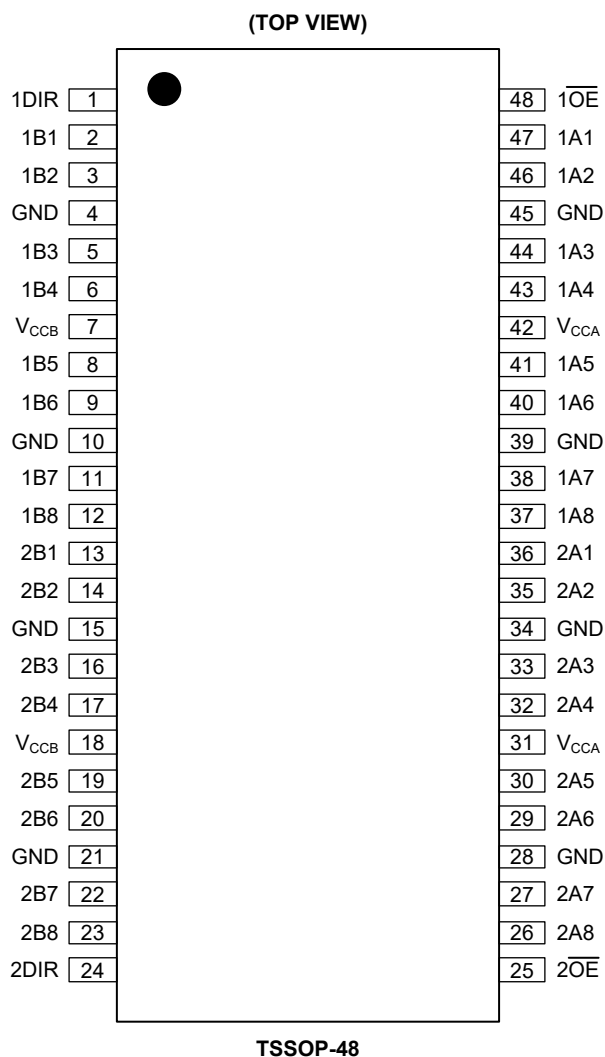 (TOP VIEW)
1DIR 1 48 1O̅E̅
1B1 2 47 1A1
1B2 3 46 1A2
GND 4 45 GND
1B3 5 44 1A3
1B4 6 43 1A4
VCCB 7 42 VCCA
1B5 8 41 1A5
1B6 9 40 1A6
GND 10 39 GND
1B7 11 38 1A7
1B8 12 37 1A8
2B1 13 36 2A1
2B2 14 35 2A2
GND 15 34 GND
2B3 16 33 2A3
2B4 17 32 2A4
VCCB 18 31 VCCA
2B5 19 30 2A5
2B6 20 29 2A6
GND 21 28 GND
2B7 22 27 2A7
2B8 23 26 2A8
2DIR 24 25 2O̅E̅
TSSOP-48